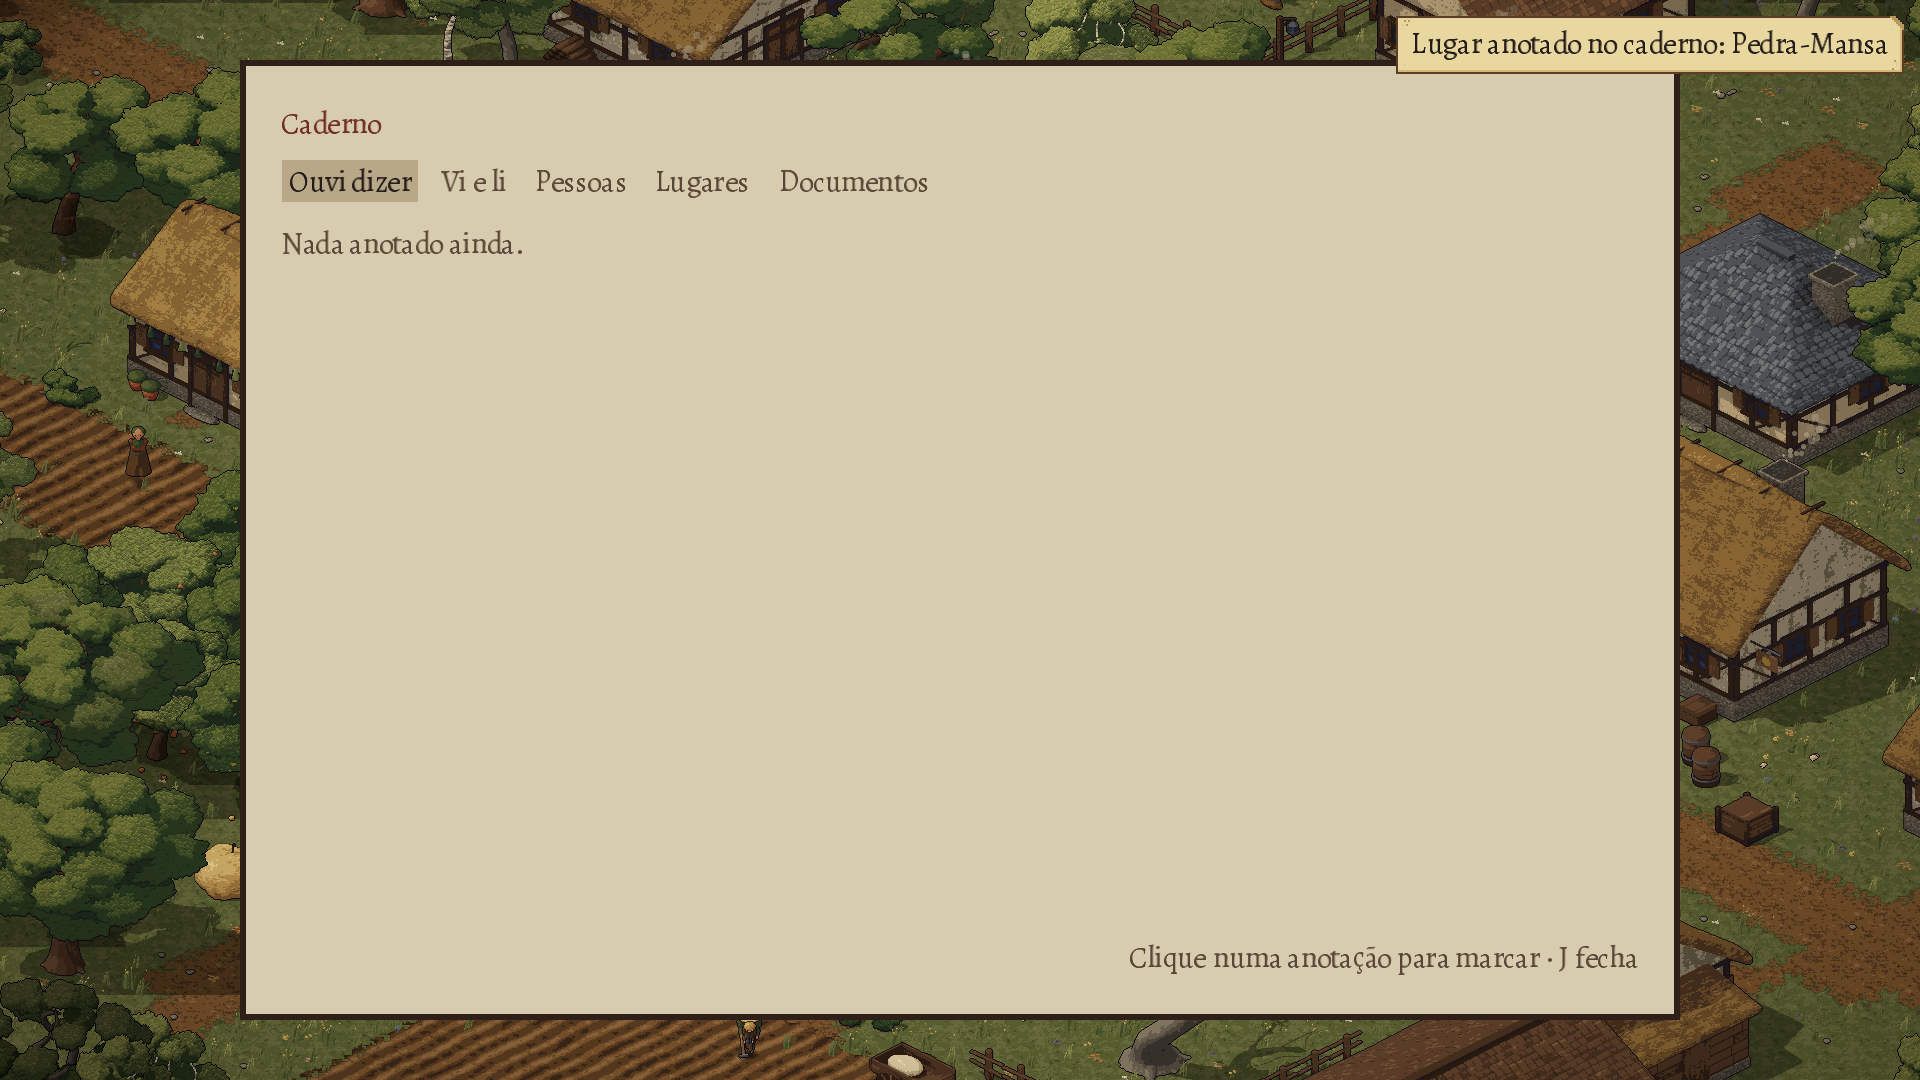 Lugar anotado no caderno: Pedra-Mansa
Caderno
Ouvi dizer Vi e li Pessoas Lugares Documentos
Nada anotado ainda.
Clique numa anotação para marcar · J fecha